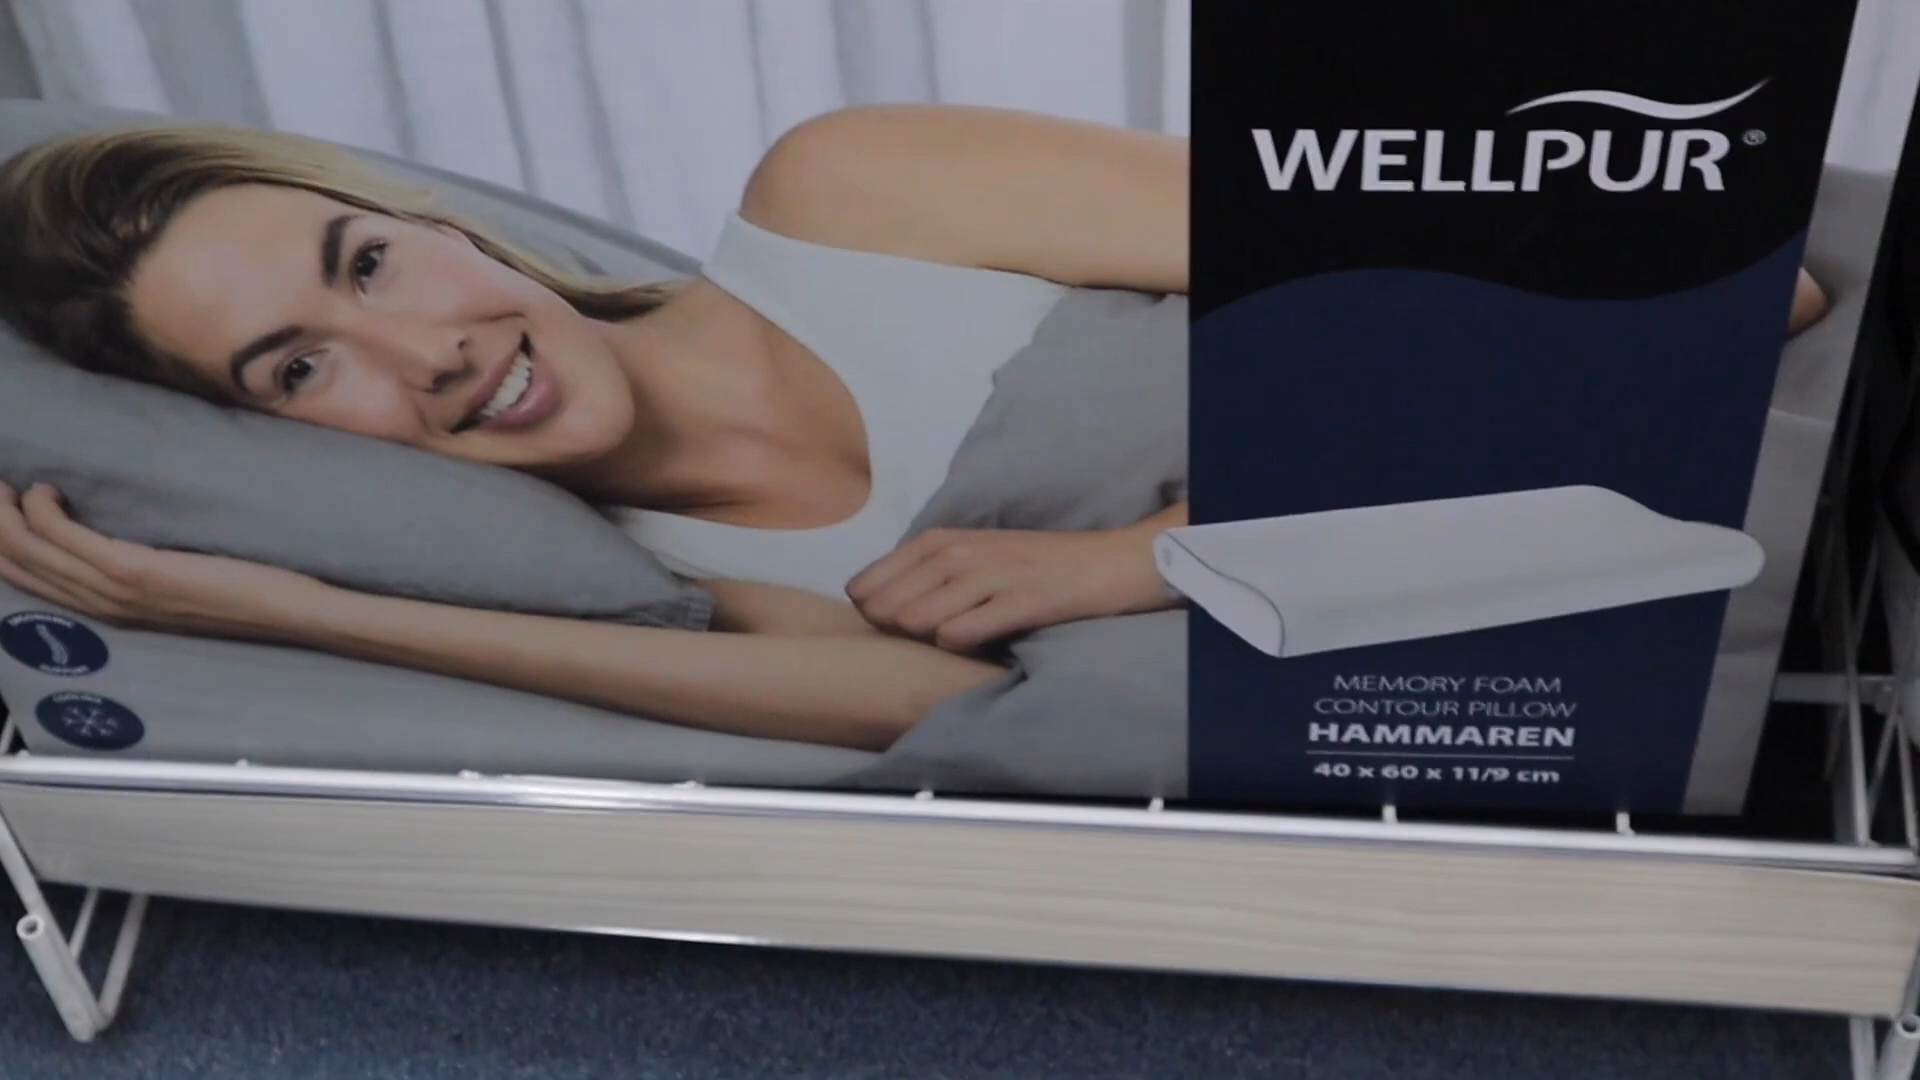 WELLPUR®
MEMORY FOAM
CONTOUR PILLOW
HAMMAREN
40 x 60 x 11/9 cm